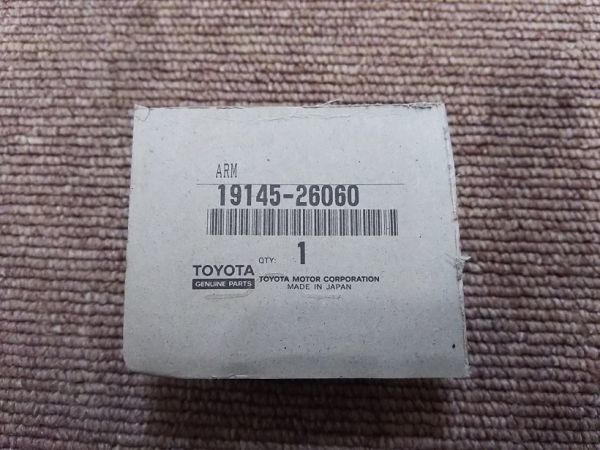 ARM
19145-26060
QTY: 1
TOYOTA
GENUINE PARTS
TOYOTA MOTOR CORPORATION
MADE IN JAPAN